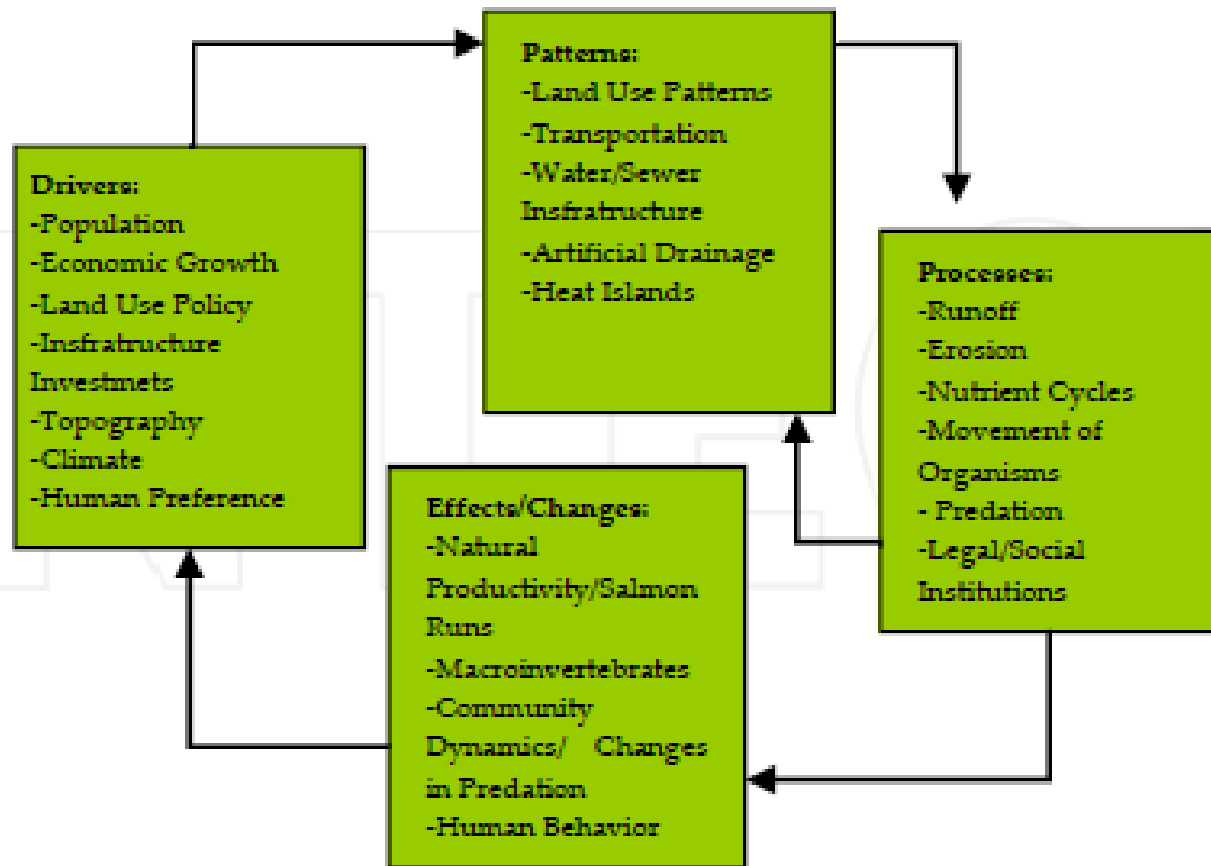 Patterns:
-Land Use Patterns
-Transportation
-Water/Sewer
Insfratructure
-Artificial Drainage
-Heat Islands
Drivers:
-Population
-Economic Growth
-Land Use Policy
-Insfratructure
Investmets
-Topography
-Climate
-Human Preference
Processes:
-Runoff
-Erosion
-Nutrient Cycles
-Movement of
Organisms
- Predation
-Legal/Social
Institutions
Effects/Changes:
-Natural
Productivity/Salmon
Runs
-Macroinvertebrates
-Community
Dynamics/ Changes
in Predation
-Human Behavior